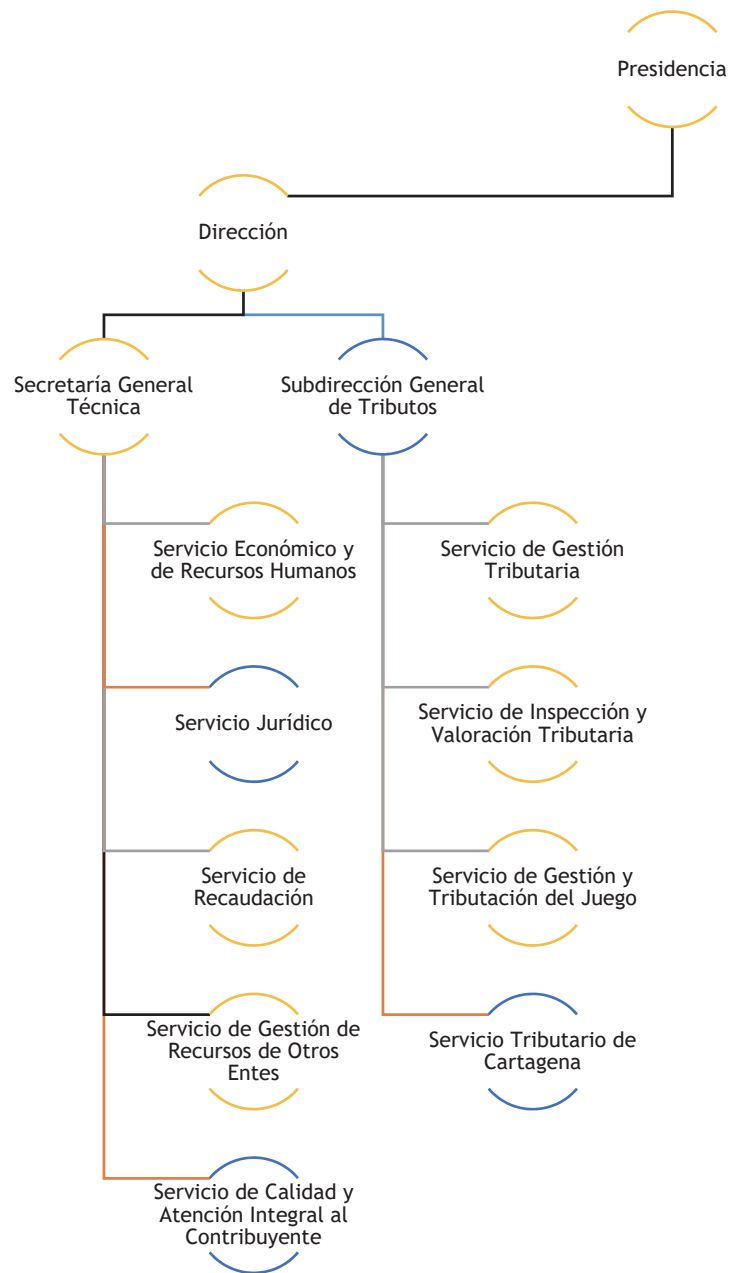 Presidencia
Dirección
Secretaría General
Técnica
Subdirección General
de Tributos
Servicio Económico y
de Recursos Humanos
Servicio de Gestión
Tributaria
Servicio Jurídico
Servicio de Inspección y
Valoración Tributaria
Servicio de
Recaudación
Servicio de Gestión y
Tributación del Juego
Servicio de Gestión de
Recursos de Otros
Entes
Servicio Tributario de
Cartagena
Servicio de Calidad y
Atención Integral al
Contribuyente